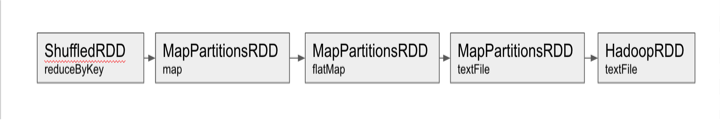 ShuffledRDD
reduceByKey
MapPartitionsRDD
map
MapPartitionsRDD
flatMap
MapPartitionsRDD
textFile
HadoopRDD
textFile